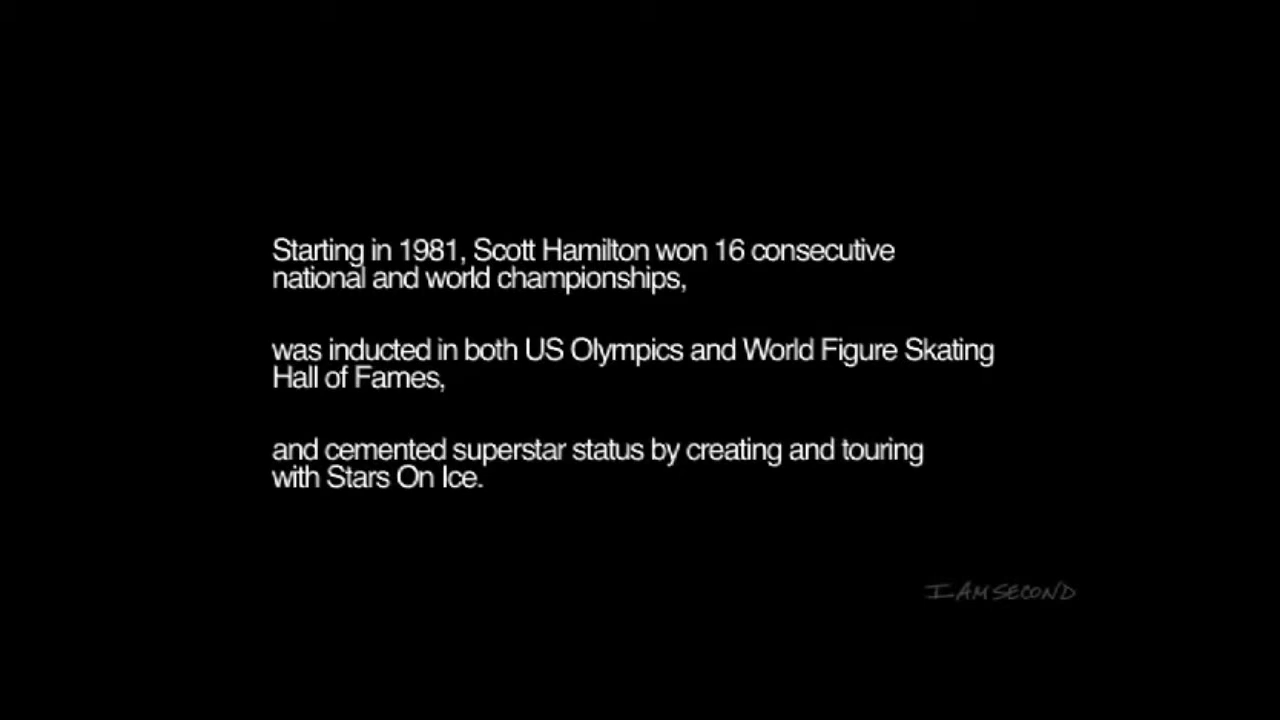 Starting in 1981, Scott Hamilton won 16 consecutive
national and world championships,
was inducted in both US Olympics and World Figure Skating
Hall of Fames,
and cemented superstar status by creating and touring
with Stars On Ice.
I AM SECOND